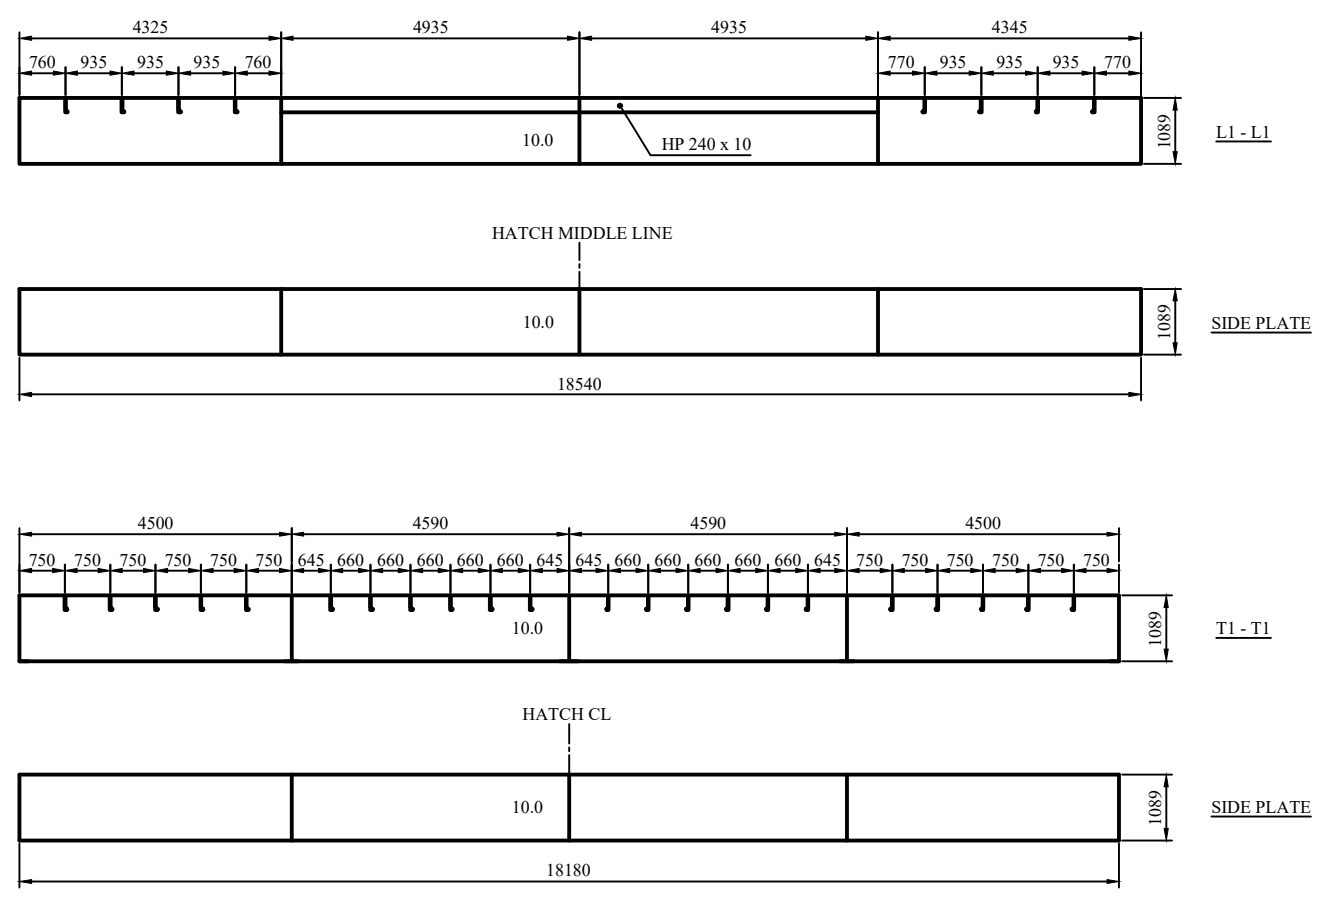 4325 4935 4935 4345
760 935 935 935 760 770 935 935 935 770
10.0 HP 240 x 10 1089 L1 - L1
HATCH MIDDLE LINE
10.0 1089 SIDE PLATE
18540
4500 4590 4590 4500
750 750 750 750 750 750 645 660 660 660 660 660 645 645 660 660 660 660 660 645 750 750 750 750 750 750
10.0 1089 T1 - T1
HATCH CL
10.0 1089 SIDE PLATE
18180